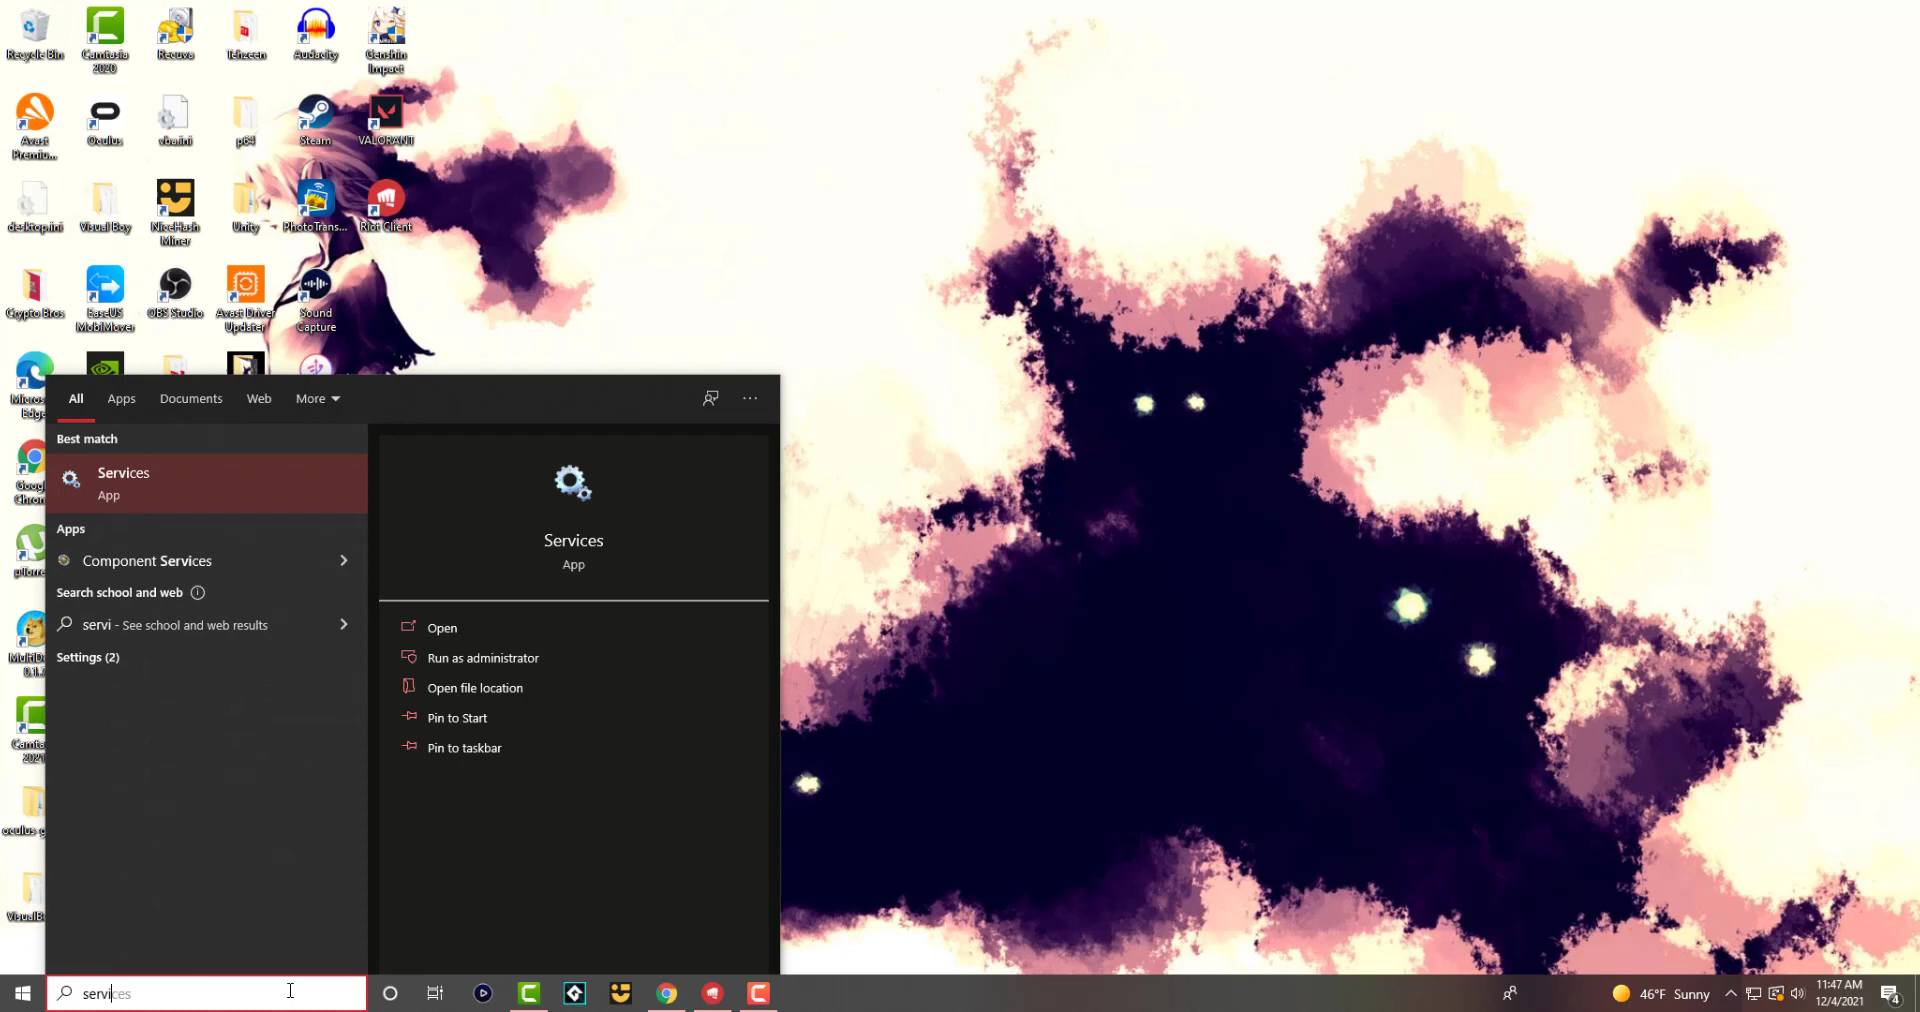 Recycle Bin
Camtasia 2020
Recuva
Tehzeen
Audacity
Genshin Impact
Avast Premiu...
Oculus
vba.ini
p64
Steam
VALORANT
desktop.ini
Visual Boy
NiceHash Miner
Unity
PhotoTrans...
Riot Client
Crypto Bros
EaseUS MobiMover
OBS Studio
Avast Driver Updater
Sound Capture
Edge
All
Apps
Documents
Web
More
Best match
Services
App
Apps
Component Services
Search school and web
servi - See school and web results
Settings (2)
Services
App
Open
Run as administrator
Open file location
Pin to Start
Pin to taskbar
services
46°F Sunny
11:47 AM
12/4/2021
4